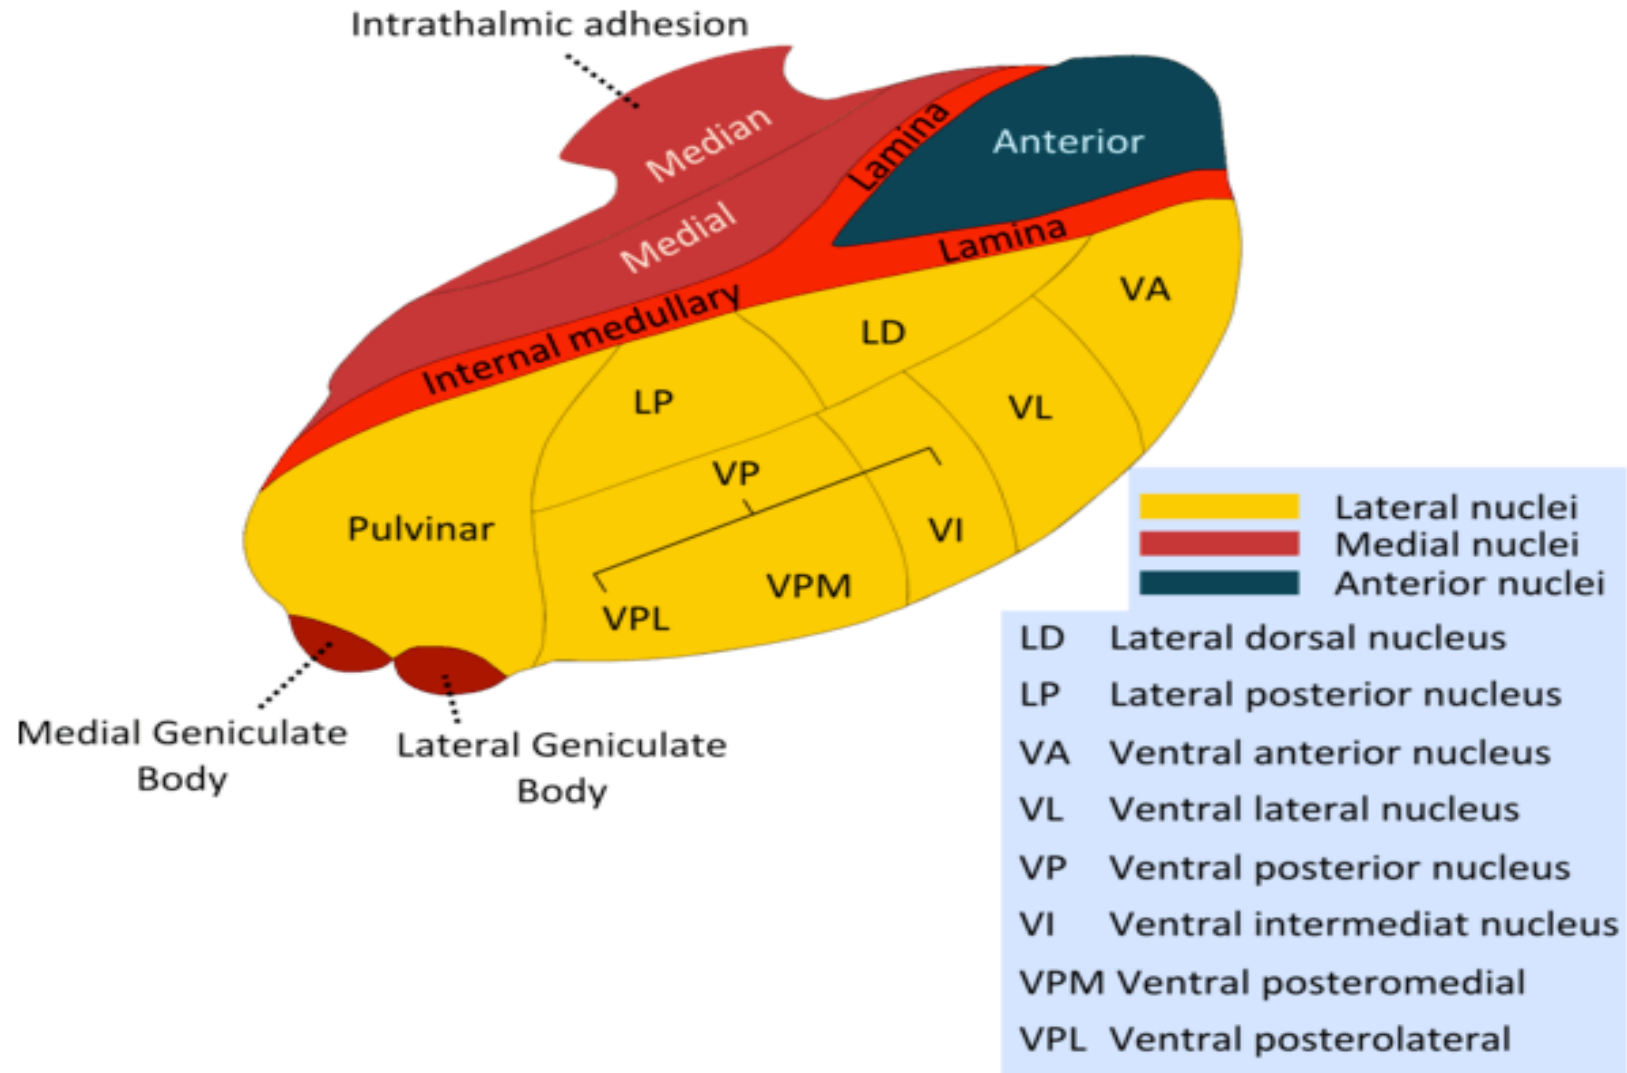 Intrathalmic adhesion
Median
Medial
Lamina
Anterior
Lamina
Internal medullary
VA
LD
LP
VL
VP
Pulvinar
VI
VPM
VPL
Medial Geniculate
Body
Lateral Geniculate
Body
Lateral nuclei
Medial nuclei
Anterior nuclei
LD Lateral dorsal nucleus
LP Lateral posterior nucleus
VA Ventral anterior nucleus
VL Ventral lateral nucleus
VP Ventral posterior nucleus
VI Ventral intermediat nucleus
VPM Ventral posteromedial
VPL Ventral posterolateral